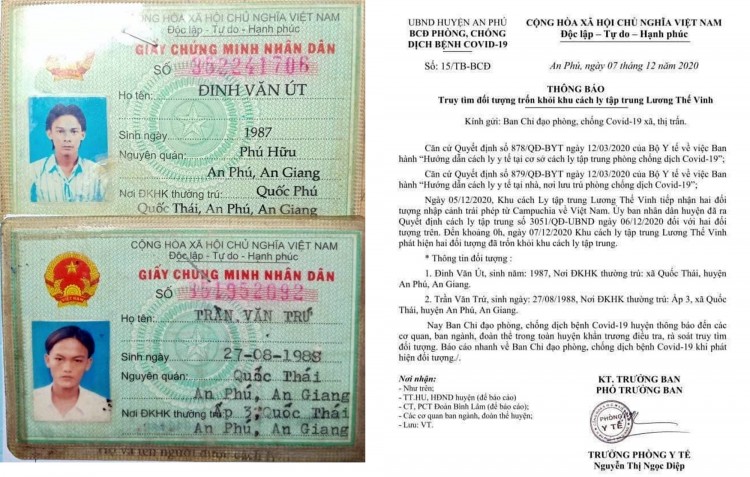 CỘNG HÒA XÃ HỘI CHỦ NGHĨA VIỆT NAM
Độc lập - Tự do - Hạnh phúc
GIẤY CHỨNG MINH NHÂN DÂN
SỐ 352241706
Họ tên: ĐINH VĂN ÚT
Sinh ngày 1987
Nguyên quán: Phú Hữu
An Phú, An Giang
Nơi ĐKHK thường trú: Quốc Phú
Quốc Thái, An Phú, An Giang
CỘNG HÒA XÃ HỘI CHỦ NGHĨA VIỆT NAM
Độc lập - Tự do - Hạnh phúc
GIẤY CHỨNG MINH NHÂN DÂN
SỐ 351952092
Họ tên: TRẦN VĂN TRỨ
Sinh ngày 27-08-1988
Nguyên quán: Quốc Thái
An Phú, An Giang
Nơi ĐKHK thường trú: Ấp 3, Quốc Thái
An Phú, An Giang
UBND HUYỆN AN PHÚ
BCĐ PHÒNG, CHỐNG
DỊCH BỆNH COVID-19
Số: 15/TB-BCĐ
CỘNG HÒA XÃ HỘI CHỦ NGHĨA VIỆT NAM
Độc lập – Tự do – Hạnh phúc
An Phú, ngày 07 tháng 12 năm 2020
THÔNG BÁO
Truy tìm đối tượng trốn khỏi khu cách ly tập trung Lương Thế Vinh
Kính gửi: Ban Chỉ đạo phòng, chống Covid-19 xã, thị trấn.
Căn cứ Quyết định số 878/QĐ-BYT ngày 12/03/2020 của Bộ Y tế về việc Ban
hành “Hướng dẫn cách ly y tế tại cơ sở cách ly tập trung phòng chống dịch Covid-19”;
Căn cứ Quyết định số 879/QĐ-BYT ngày 12/03/2020 của Bộ Y tế về việc Ban
hành “Hướng dẫn cách ly y tế tại nhà, nơi lưu trú phòng chống dịch Covid-19”;
Ngày 05/12/2020, Khu cách ly tập trung Lương Thế Vinh tiếp nhận hai đối
tượng nhập cảnh trái phép từ Campuchia về Việt Nam. Ủy ban nhân dân huyện đã ra
Quyết định cách ly tập trung số 3051/QĐ-UBND ngày 06/12/2020 đối với hai đối
tượng trên. Đến khoảng 0h, ngày 07/12/2020 Khu cách ly tập trung Lương Thế Vinh
phát hiện hai đối tượng đã trốn khỏi khu cách ly tập trung.
* Thông tin đối tượng :
1. Đinh Văn Út, sinh năm: 1987, Nơi ĐKHK thường trú: xã Quốc Thái, huyện
An Phú, An Giang.
2. Trần Văn Trứ, sinh ngày: 27/08/1988, Nơi ĐKHK thường trú: Ấp 3, xã Quốc
Thái, huyện An Phú, An Giang.
Nay Ban Chỉ đạo phòng, chống dịch bệnh Covid-19 huyện thông báo đến các
cơ quan, ban ngành, đoàn thể trong toàn huyện khẩn trương điều tra, rà soát truy tìm
đối tượng. Báo cáo nhanh về Ban Chỉ đạo phòng, chống dịch Covid-19 khi phát
hiện đối tượng./.
Nơi nhận:
- Như trên;
- TT.HU, HĐND huyện (để báo cáo)
- CT, PCT Đoàn Bình Lâm (để báo cáo);
- Các cơ quan ban ngành, đoàn thể huyện;
- Lưu: VT.
KT. TRƯỞNG BAN
PHÓ TRƯỞNG BAN
PHÒNG
Y TẾ
TRƯỞNG PHÒNG Y TẾ
Nguyễn Thị Ngọc Diệp